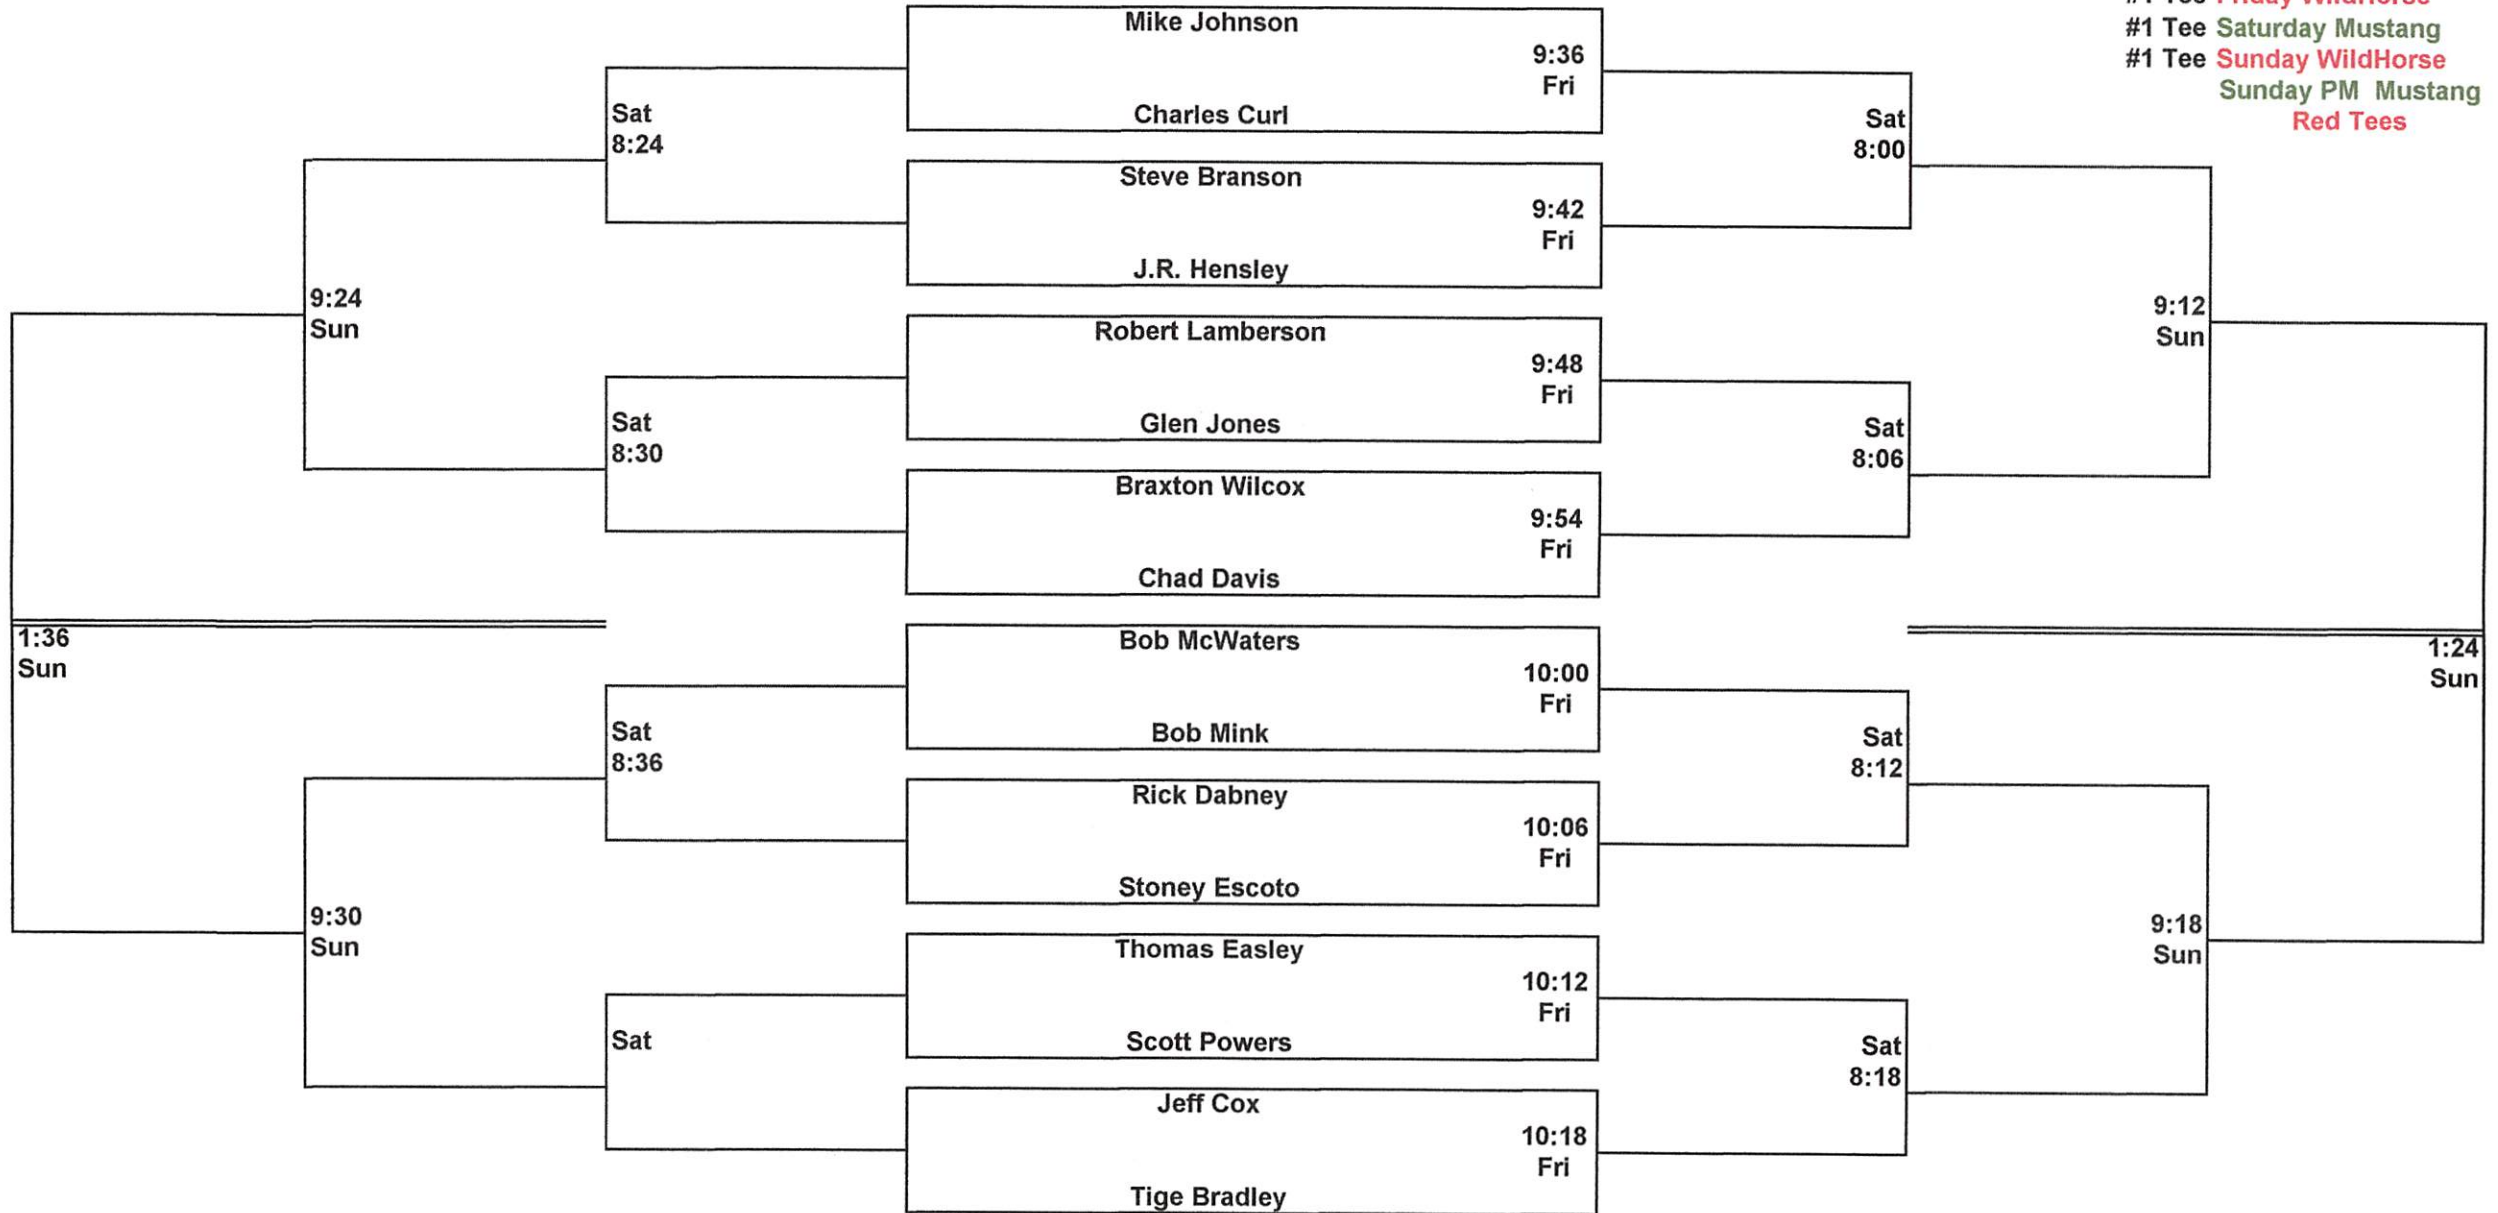 #1 Tee Friday WildHorse
#1 Tee Saturday Mustang
#1 Tee Sunday WildHorse
Sunday PM Mustang
Red Tees
Mike Johnson
9:36
Fri
Charles Curl
Sat
8:24
Sat
8:00
Steve Branson
9:42
Fri
J.R. Hensley
9:24
Sun
9:12
Sun
Robert Lamberson
9:48
Fri
Glen Jones
Sat
8:30
Sat
8:06
Braxton Wilcox
9:54
Fri
Chad Davis
1:36
Sun
1:24
Sun
Bob McWaters
10:00
Fri
Bob Mink
Sat
8:36
Sat
8:12
Rick Dabney
10:06
Fri
Stoney Escoto
9:30
Sun
9:18
Sun
Thomas Easley
10:12
Fri
Scott Powers
Sat
Sat
8:18
Jeff Cox
10:18
Fri
Tige Bradley